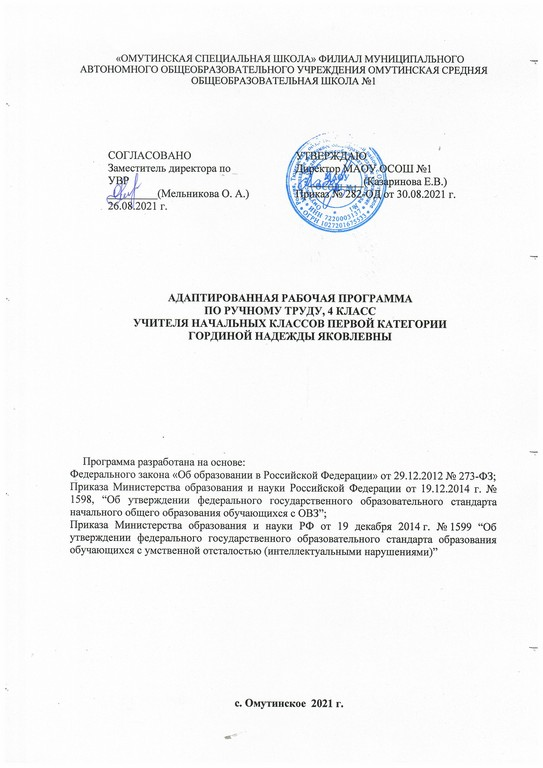 «ОМУТИНСКАЯ СПЕЦИАЛЬНАЯ ШКОЛА» ФИЛИАЛ МУНИЦИПАЛЬНОГО
АВТОНОМНОГО ОБЩЕОБРАЗОВАТЕЛЬНОГО УЧРЕЖДЕНИЯ ОМУТИНСКАЯ СРЕДНЯЯ
ОБЩЕОБРАЗОВАТЕЛЬНАЯ ШКОЛА №1
СОГЛАСОВАНО
Заместитель директора по
УВР
(Мельникова О. А.)
26.08.2021 г.
УТВЕРЖДАЮ
Директор МАОУ ОСОШ №1
(Казаринова Е.В.)
Приказ № 282-ОД от 30.08.2021 г.
ИНН 7220003137
ОГРН 1027201675533
АДАПТИРОВАННАЯ РАБОЧАЯ ПРОГРАММА
ПО РУЧНОМУ ТРУДУ, 4 КЛАСС
УЧИТЕЛЯ НАЧАЛЬНЫХ КЛАССОВ ПЕРВОЙ КАТЕГОРИИ
ГОРДИНОЙ НАДЕЖДЫ ЯКОВЛЕВНЫ
Программа разработана на основе:
Федерального закона «Об образовании в Российской Федерации» от 29.12.2012 № 273-ФЗ;
Приказа Министерства образования и науки Российской Федерации от 19.12.2014 г. №
1598, “Об утверждении федерального государственного образовательного стандарта
начального общего образования обучающихся с ОВЗ”;
Приказа Министерства образования и науки РФ от 19 декабря 2014 г. № 1599 “Об
утверждении федерального государственного образовательного стандарта образования
обучающихся с умственной отсталостью (интеллектуальными нарушениями)”
с. Омутинское 2021 г.